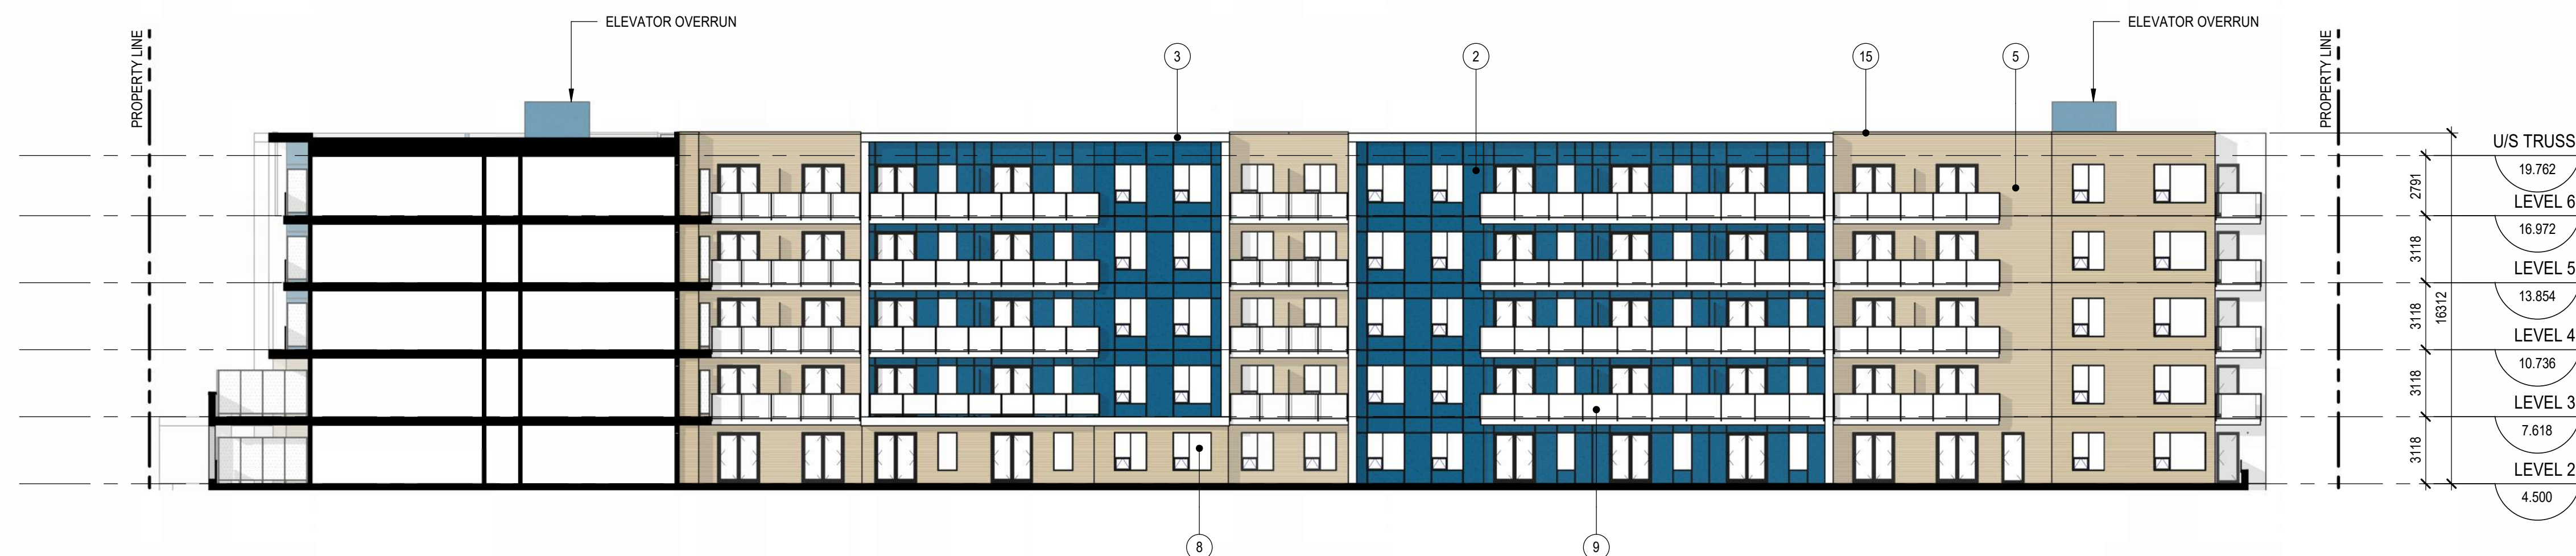 ELEVATOR OVERRUN
ELEVATOR OVERRUN
PROPERTY LINE
PROPERTY LINE
3
2
15
5
U/S TRUSS
19.762
2791
LEVEL 6
16.972
3118
LEVEL 5
13.854
3118
16312
LEVEL 4
10.736
3118
LEVEL 3
7.618
3118
LEVEL 2
4.500
8
9